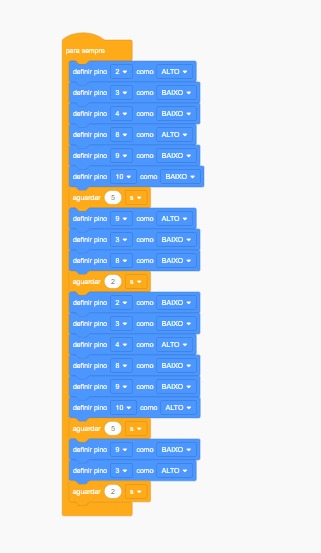 para sempre
definir pino 2 como ALTO
definir pino 3 como BAIXO
definir pino 4 como BAIXO
definir pino 8 como ALTO
definir pino 9 como BAIXO
definir pino 10 como BAIXO
aguardar 5 s
definir pino 9 como ALTO
definir pino 3 como BAIXO
definir pino 8 como BAIXO
aguardar 2 s
definir pino 2 como BAIXO
definir pino 3 como BAIXO
definir pino 4 como ALTO
definir pino 8 como BAIXO
definir pino 9 como BAIXO
definir pino 10 como ALTO
aguardar 5 s
definir pino 9 como BAIXO
definir pino 3 como ALTO
aguardar 2 s